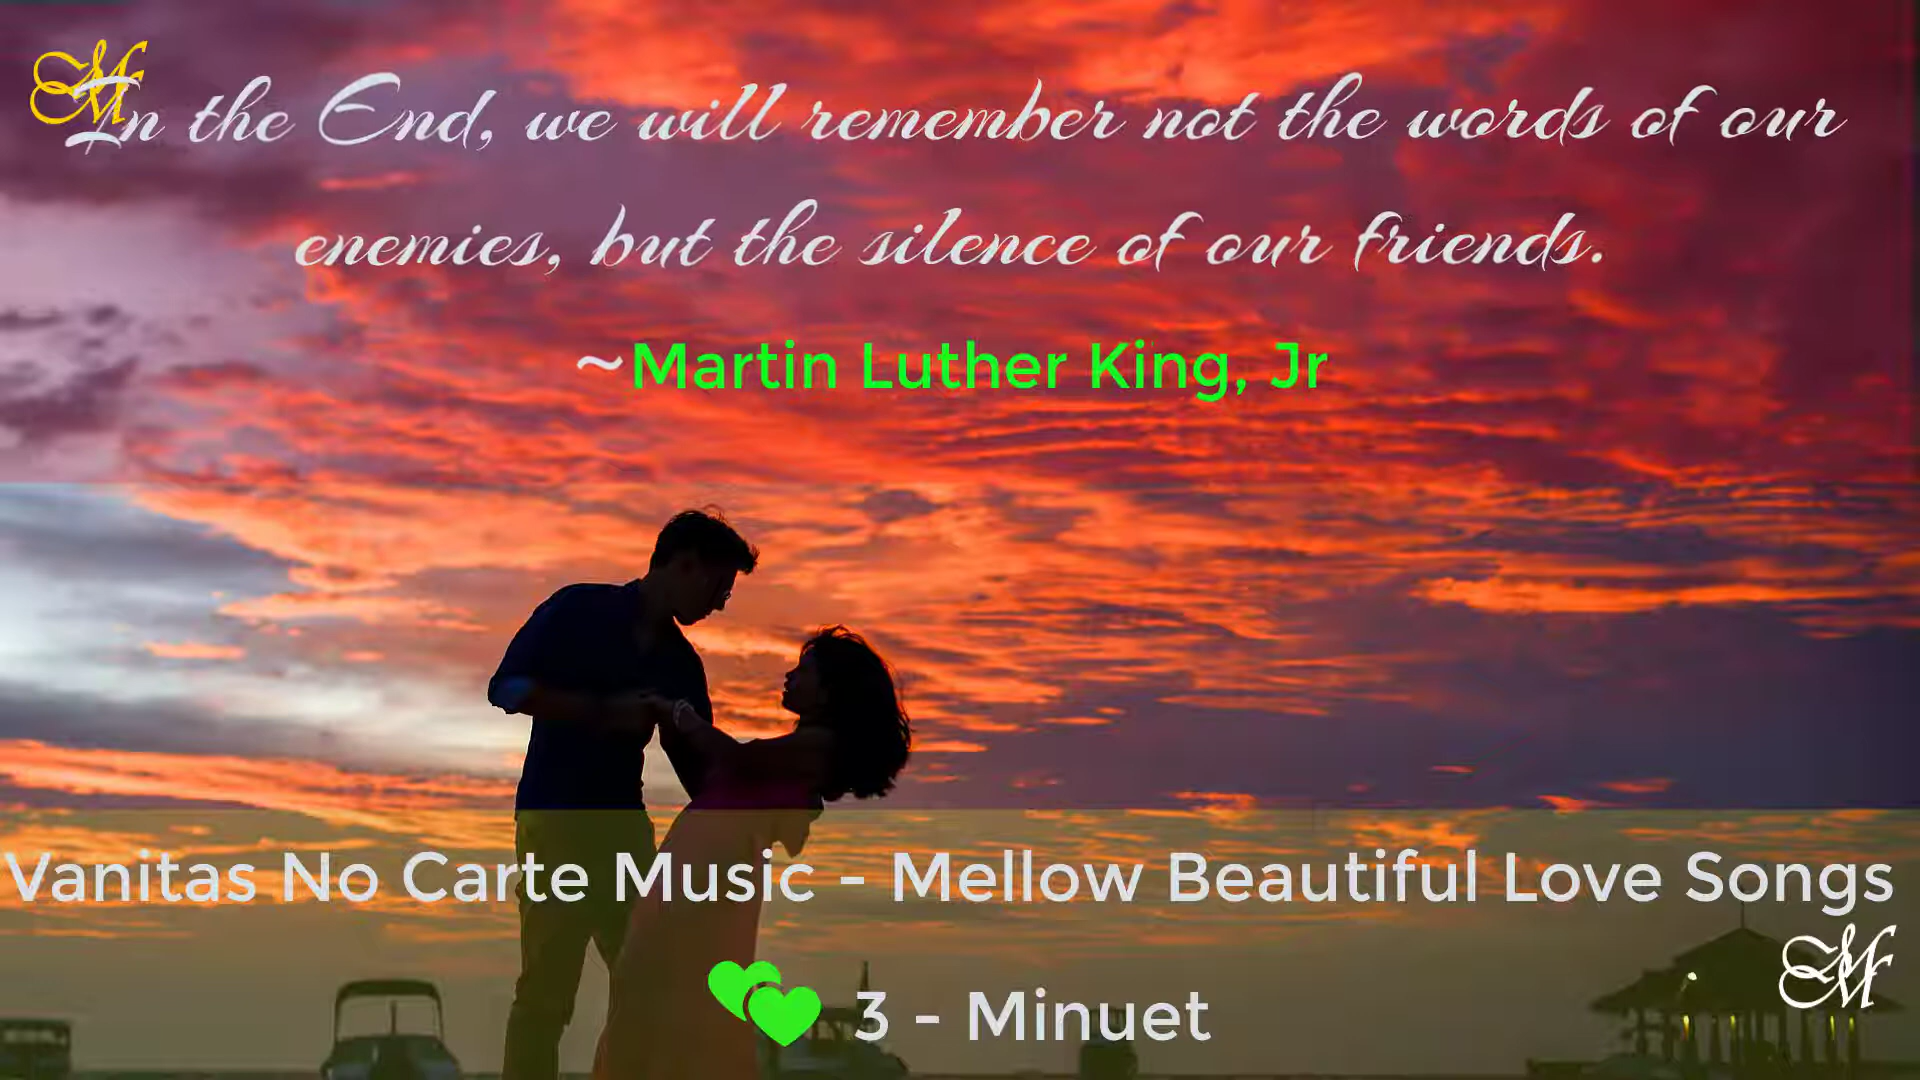 In the End, we will remember not the words of our
enemies, but the silence of our friends.
~Martin Luther King, Jr
Vanitas No Carte Music - Mellow Beautiful Love Songs
3 - Minuet